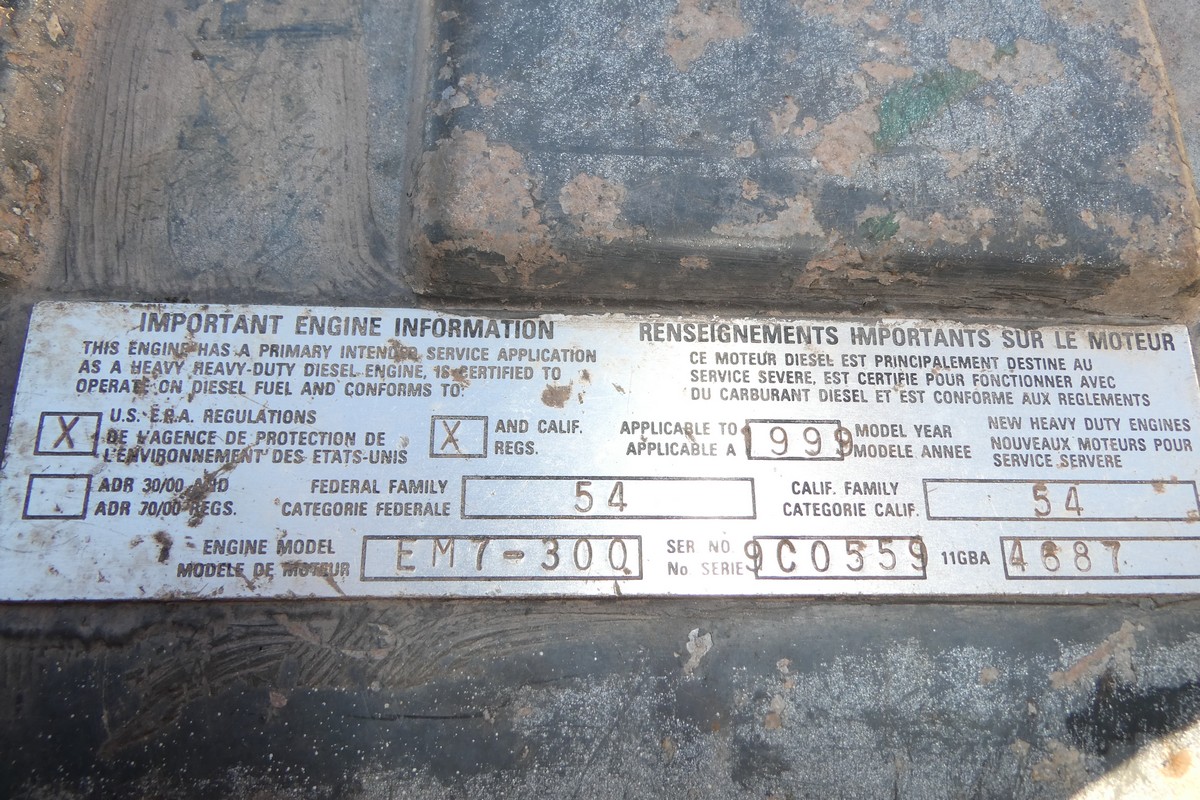 IMPORTANT ENGINE INFORMATION
THIS ENGINE HAS A PRIMARY INTENDED SERVICE APPLICATION
AS A HEAVY HEAVY-DUTY DIESEL ENGINE, IS CERTIFIED TO
OPERATE ON DIESEL FUEL AND CONFORMS TO:
RENSEIGNEMENTS IMPORTANTS SUR LE MOTEUR
CE MOTEUR DIESEL EST PRINCIPALEMENT DESTINE AU
SERVICE SEVERE, EST CERTIFIE POUR FONCTIONNER AVEC
DU CARBURANT DIESEL ET EST CONFORME AUX REGLEMENTS
X U.S. E.P.A. REGULATIONS
DE L'AGENCE DE PROTECTION DE
L'ENVIRONNEMENT DES ETATS-UNIS
X AND CALIF.
REGS.
APPLICABLE TO
APPLICABLE A
1999
MODEL YEAR
MODELE ANNEE
NEW HEAVY DUTY ENGINES
NOUVEAUX MOTEURS POUR
SERVICE SERVERE
ADR 30/00 AND
ADR 70/00 REGS.
FEDERAL FAMILY
CATEGORIE FEDERALE
54
CALIF. FAMILY
CATEGORIE CALIF.
54
ENGINE MODEL
MODELE DE MOTEUR
EM7-300
SER NO
No SERIE
9C0559
11GBA
4687